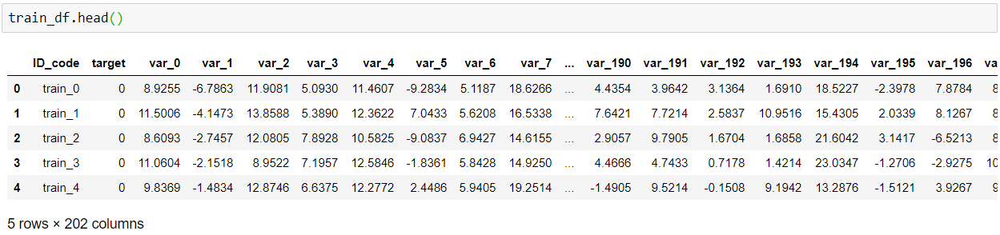 train_df.head()
ID_code target var_0 var_1 var_2 var_3 var_4 var_5 var_6 var_7 ... var_190 var_191 var_192 var_193 var_194 var_195 var_196
0 train_0 0 8.9255 -6.7863 11.9081 5.0930 11.4607 -9.2834 5.1187 18.6266 ... 4.4354 3.9642 3.1364 1.6910 18.5227 -2.3978 7.8784
1 train_1 0 11.5006 -4.1473 13.8588 5.3890 12.3622 7.0433 5.6208 16.5338 ... 7.6421 7.7214 2.5837 10.9516 15.4305 2.0339 8.1267
2 train_2 0 8.6093 -2.7457 12.0805 7.8928 10.5825 -9.0837 6.9427 14.6155 ... 2.9057 9.7905 1.6704 1.6858 21.6042 3.1417 -6.5213
3 train_3 0 11.0604 -2.1518 8.9522 7.1957 12.5846 -1.8361 5.8428 14.9250 ... 4.4666 4.7433 0.7178 1.4214 23.0347 -1.2706 -2.9275
4 train_4 0 9.8369 -1.4834 12.8746 6.6375 12.2772 2.4486 5.9405 19.2514 ... -1.4905 9.5214 -0.1508 9.1942 13.2876 -1.5121 3.9267
5 rows × 202 columns